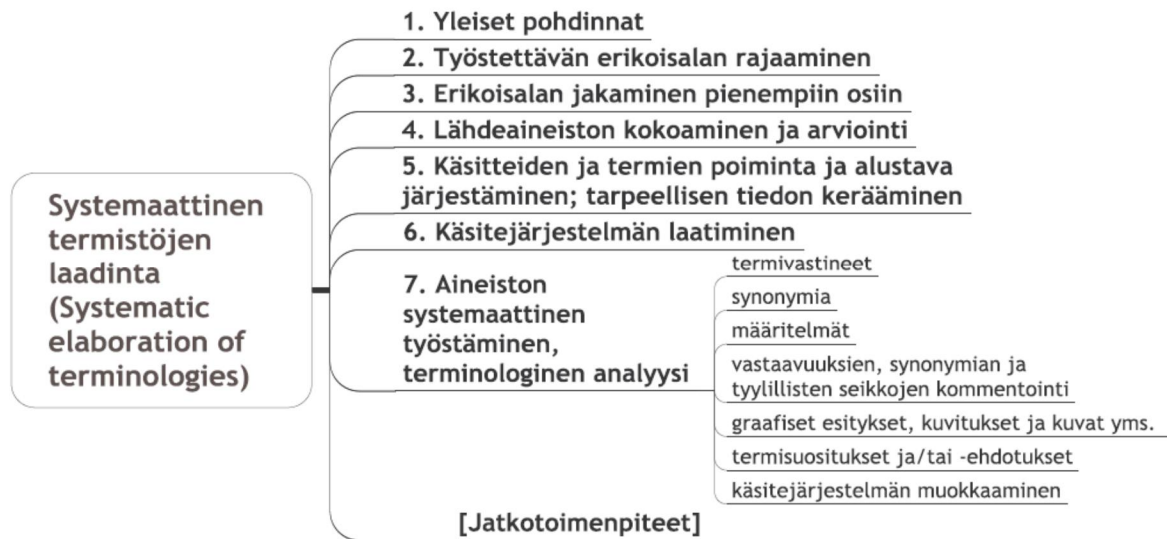 Systemaattinen
termistöjen
laadinta
(Systematic
elaboration of
terminologies)
1. Yleiset pohdinnat
2. Työstettävän erikoisalan rajaaminen
3. Erikoisalan jakaminen pienempiin osiin
4. Lähdeaineiston kokoaminen ja arviointi
5. Käsitteiden ja termien poiminta ja alustava
järjestäminen; tarpeellisen tiedon kerääminen
6. Käsitejärjestelmän laatiminen
7. Aineiston
systemaattinen
työstäminen,
terminologinen analyysi
termivastineet
synonymia
määritelmät
vastaavuuksien, synonymian ja
tyylillisten seikkojen kommentointi
graafiset esitykset, kuvitukset ja kuvat yms.
termisuositukset ja/tai -ehdotukset
käsitejärjestelmän muokkaaminen
[Jatkotoimenpiteet]